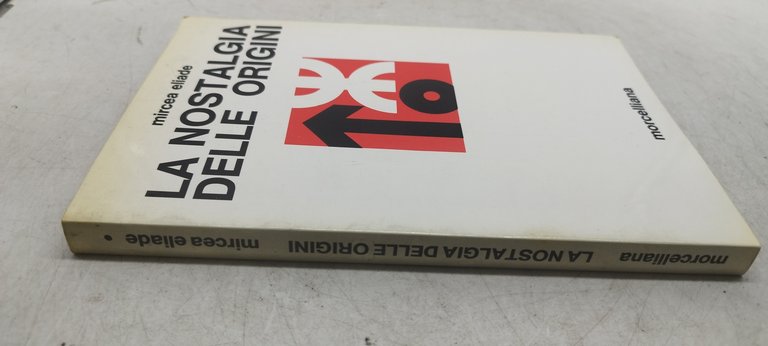 mircea eliade
LA NOSTALGIA
DELLE ORIGINI
morcelliana
• mircea eliade LA NOSTALGIA DELLE ORIGINI morcelliana